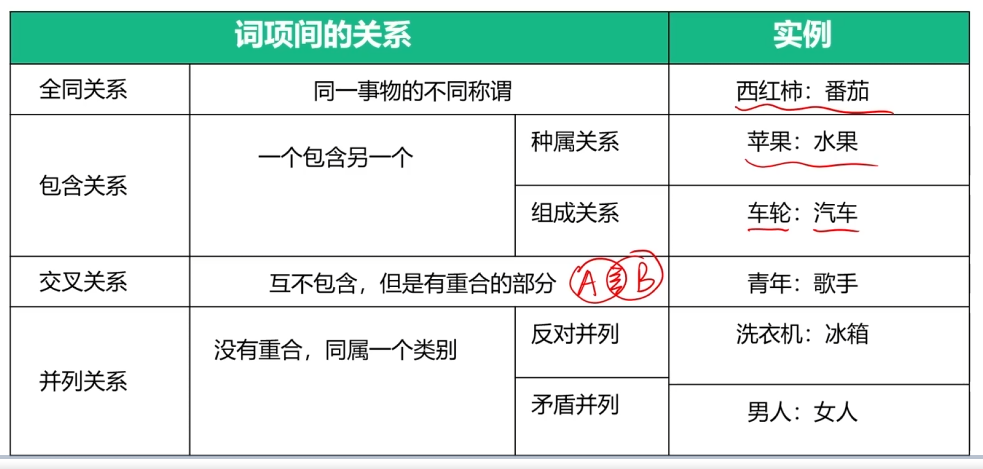 词项间的关系 实例
全同关系 同一事物的不同称谓 西红柿：番茄
包含关系 一个包含另一个 种属关系 苹果：水果
组成关系 车轮：汽车
交叉关系 互不包含，但是有重合的部分 A B 青年：歌手
并列关系 没有重合，同属一个类别 反对并列 洗衣机：冰箱
矛盾并列 男人：女人